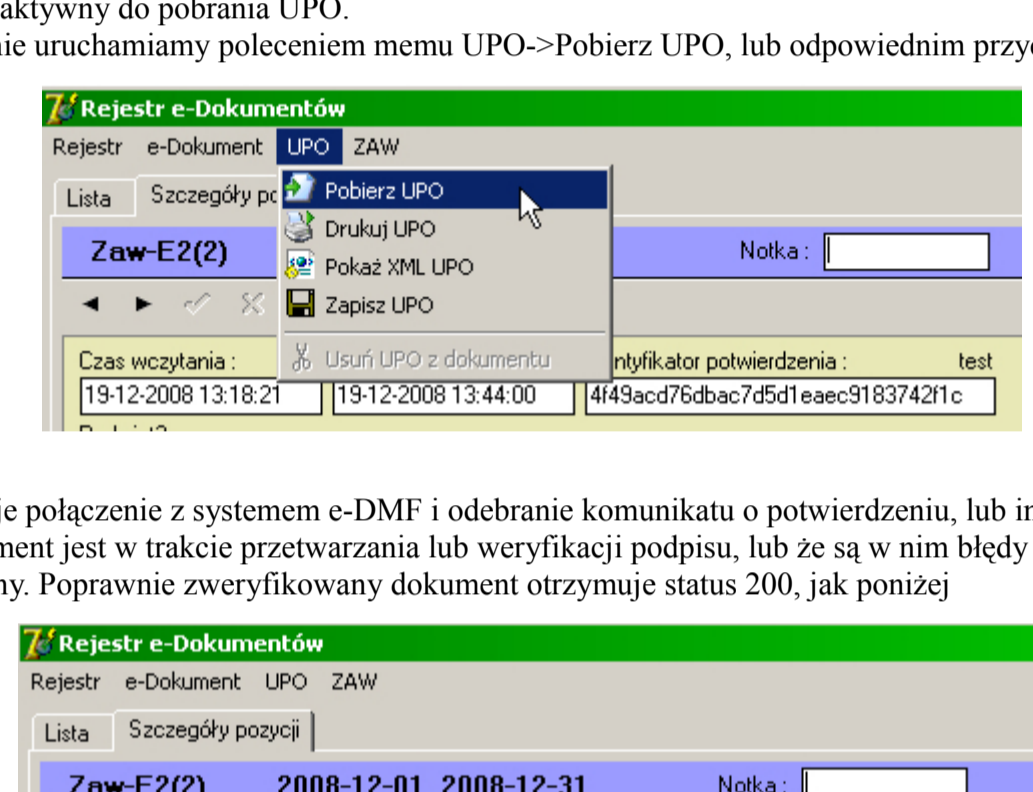 aktywny do pobrania UPO.
nie uruchamiamy poleceniem memu UPO->Pobierz UPO, lub odpowiednim
Rejestr e-Dokumentów
Rejestr e-Dokument UPO ZAW
Lista Szczegóły
Pobierz UPO
Drukuj UPO
Zaw-E2(2) Notka :
Pokaż XML UPO
Zapisz UPO
Usuń UPO z dokumentu
Czas wczytania : ntyfikator potwierdzenia : test
19-12-2008 13:18:21 19-12-2008 13:44:00 4f49acd76dbac7d5d1eaec9183742f1c
je połączenie z systemem e-DMF i odebranie komunikatu o potwierdzeniu, lub
ment jest w trakcie przetwarzania lub weryfikacji podpisu, lub że są w nim błędy
ny. Poprawnie zweryfikowany dokument otrzymuje status 200, jak poniżej
Rejestr e-Dokumentów
Rejestr e-Dokument UPO ZAW
Lista Szczegóły pozycji
Zaw-E2(2) 2008-12-01 2008-12-31 Notka :